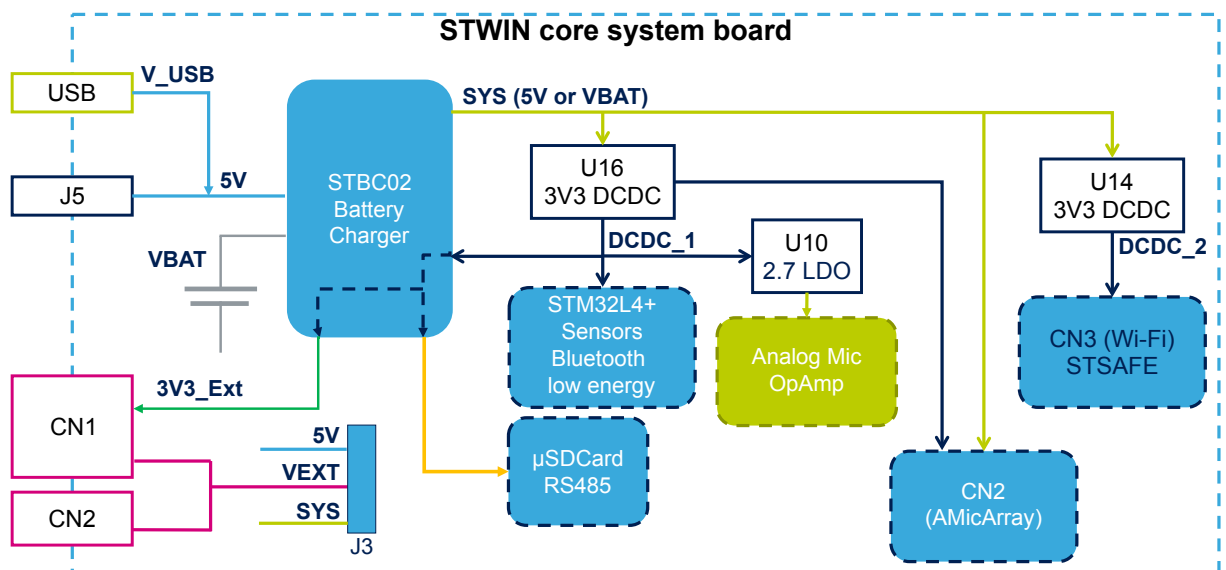 STWIN core system board
USB
V_USB
J5
5V
VBAT
STBC02
Battery
Charger
SYS (5V or VBAT)
U16
3V3 DCDC
U14
3V3 DCDC
DCDC_1
U10
2.7 LDO
DCDC_2
STM32L4+
Sensors
Bluetooth
low energy
Analog Mic
OpAmp
CN3 (Wi-Fi)
STSAFE
3V3_Ext
CN1
CN2
5V
VEXT
SYS
J3
µSDCard
RS485
CN2
(AMicArray)